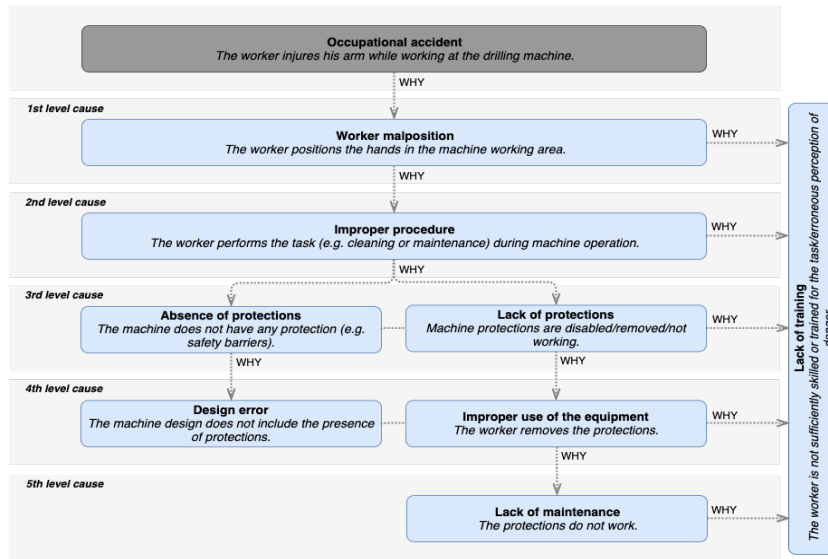 Occupational accident
The worker injures his arm while working at the drilling machine.
WHY
1st level cause
Worker malposition
The worker positions the hands in the machine working area.
WHY
WHY
2nd level cause
Improper procedure
The worker performs the task (e.g. cleaning or maintenance) during machine operation.
WHY
WHY
3rd level cause
Absence of protections
The machine does not have any protection (e.g.
safety barriers).
Lack of protections
Machine protections are disabled/removed/not
working.
WHY
WHY
WHY
4th level cause
Design error
The machine design does not include the presence
of protections.
Improper use of the equipment
The worker removes the protections.
WHY
WHY
5th level cause
Lack of maintenance
The protections do not work.
WHY
Lack of training
The worker is not sufficiently skilled or trained for the task/erroneous perception of